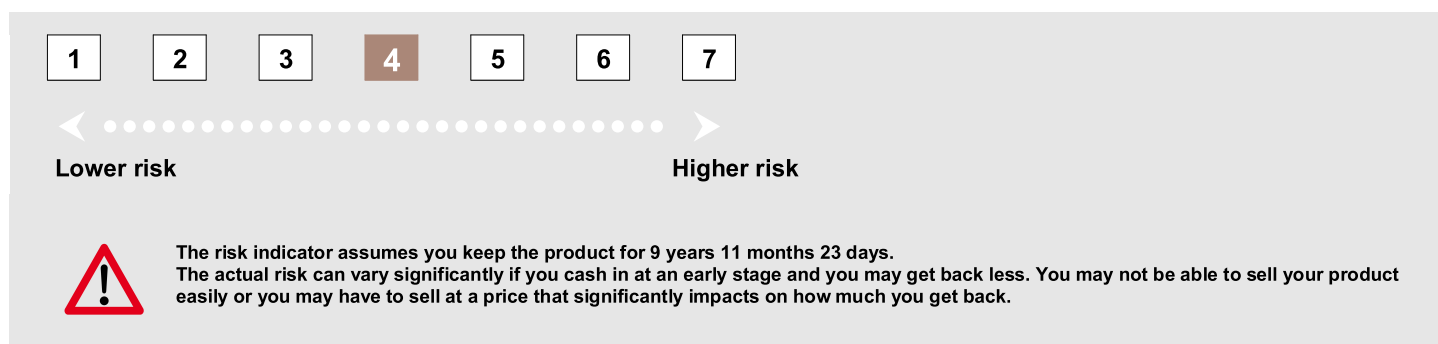 1 2 3 4 5 6 7
Lower risk Higher risk
The risk indicator assumes you keep the product for 9 years 11 months 23 days.
The actual risk can vary significantly if you cash in at an early stage and you may get back less. You may not be able to sell your product
easily or you may have to sell at a price that significantly impacts on how much you get back.